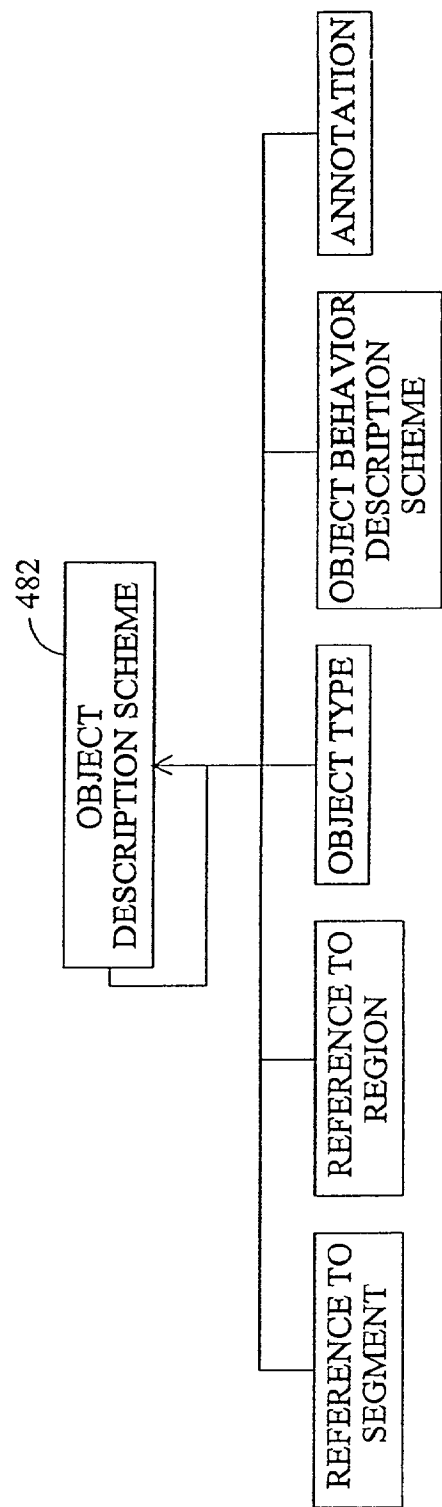 482
OBJECT
DESCRIPTION SCHEME
REFERENCE TO
SEGMENT
REFERENCE TO
REGION
OBJECT TYPE
OBJECT BEHAVIOR
DESCRIPTION
SCHEME
ANNOTATION